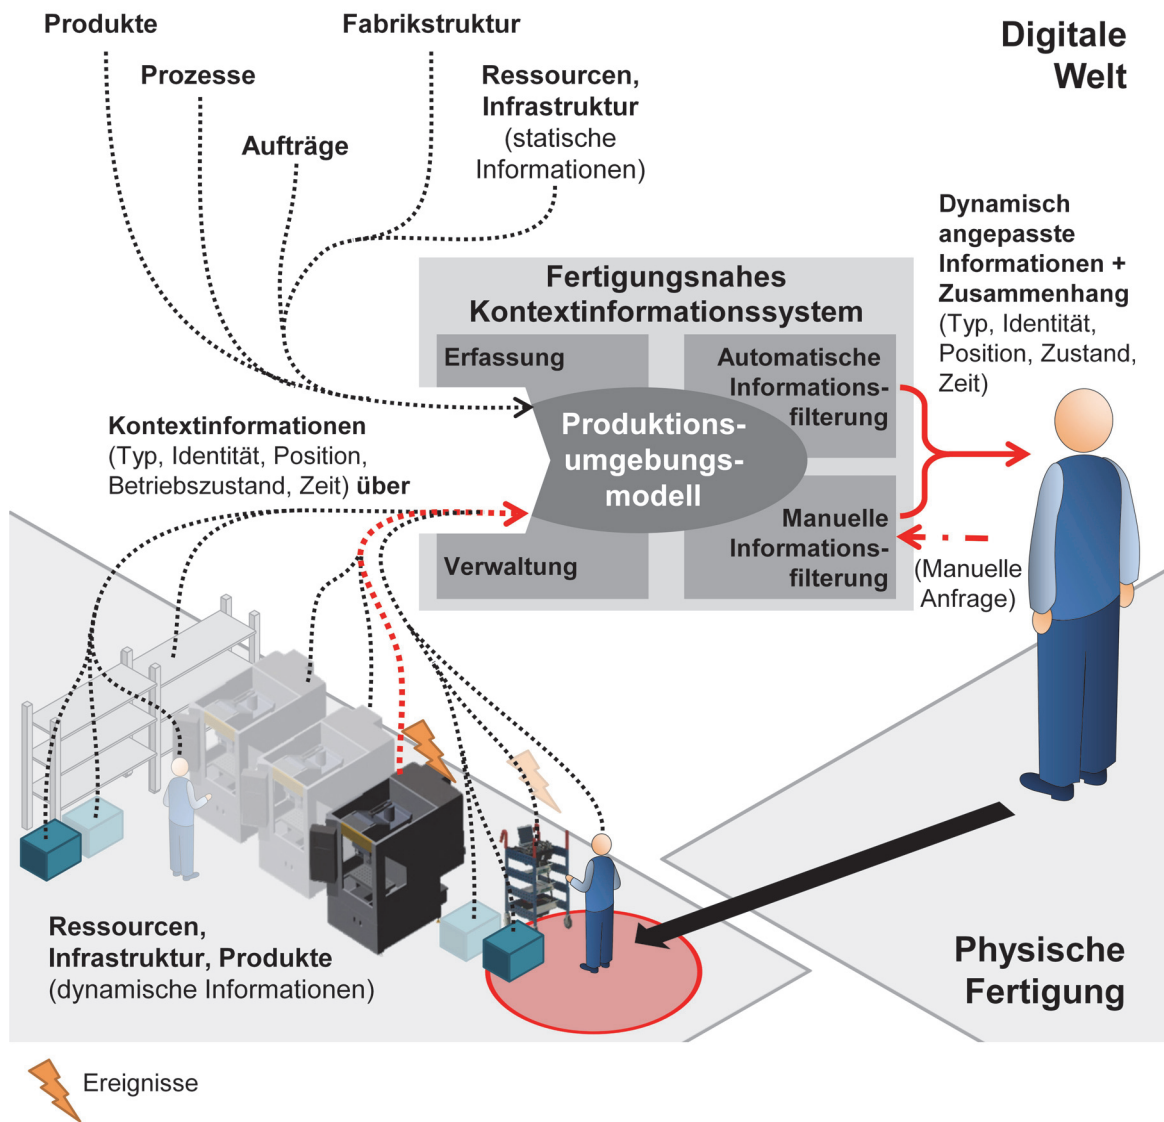 Produkte
Fabrikstruktur
Digitale
Welt
Prozesse
Ressourcen,
Infrastruktur
(statische
Informationen)
Aufträge
Dynamisch
angepasste
Informationen +
Zusammenhang
(Typ, Identität,
Position, Zustand,
Zeit)
Fertigungsnahes
Kontextinformationssystem
Erfassung
Automatische
Informations-
filterung
Produktions-
umgebungs-
modell
Kontextinformationen
(Typ, Identität, Position,
Betriebszustand, Zeit) über
Verwaltung
Manuelle
Informations-
filterung
(Manuelle
Anfrage)
Ressourcen,
Infrastruktur, Produkte
(dynamische Informationen)
Physische
Fertigung
Ereignisse